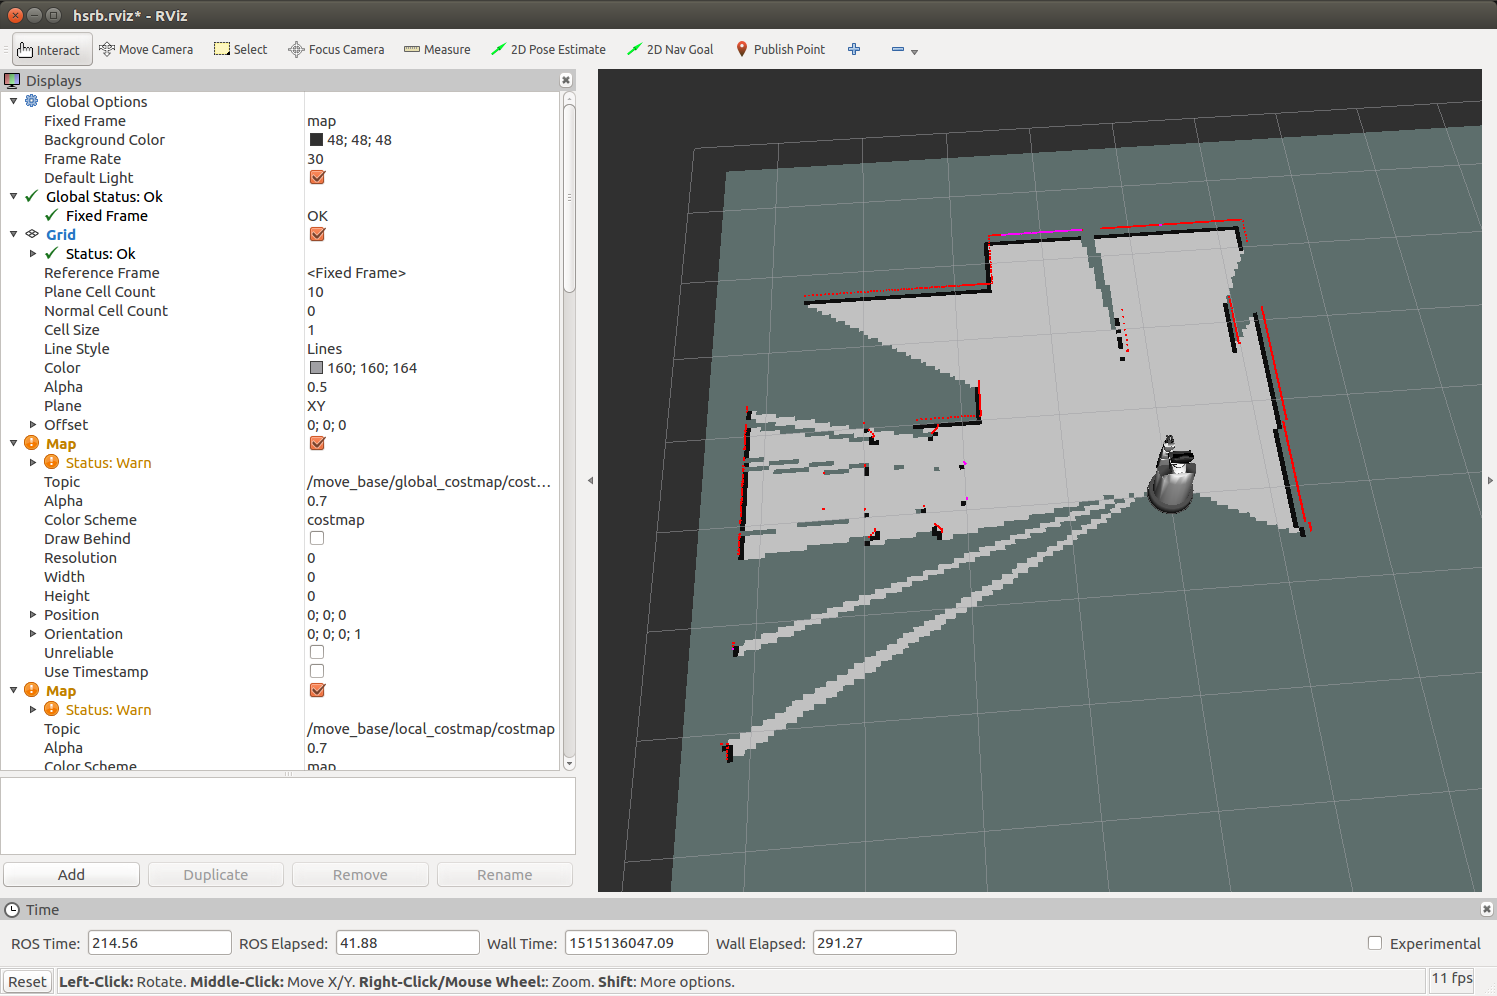 hsrb.rviz* - RViz
Interact Move Camera Select Focus Camera Measure 2D Pose Estimate 2D Nav Goal Publish Point
Displays
Global Options
Fixed Frame map
Background Color 48; 48; 48
Frame Rate 30
Default Light
Global Status: Ok
Fixed Frame OK
Grid
Status: Ok
Reference Frame <Fixed Frame>
Plane Cell Count 10
Normal Cell Count 0
Cell Size 1
Line Style Lines
Color 160; 160; 164
Alpha 0.5
Plane XY
Offset 0; 0; 0
Map
Status: Warn
Topic /move_base/global_costmap/cost...
Alpha 0.7
Color Scheme costmap
Draw Behind
Resolution 0
Width 0
Height 0
Position 0; 0; 0
Orientation 0; 0; 0; 1
Unreliable
Use Timestamp
Map
Status: Warn
Topic /move_base/local_costmap/costmap
Alpha 0.7
Color Scheme map
Add Duplicate Remove Rename
Time
ROS Time: 214.56 ROS Elapsed: 41.88 Wall Time: 1515136047.09 Wall Elapsed: 291.27 Experimental
Reset Left-Click: Rotate. Middle-Click: Move X/Y. Right-Click/Mouse Wheel:: Zoom. Shift: More options. 11 fps